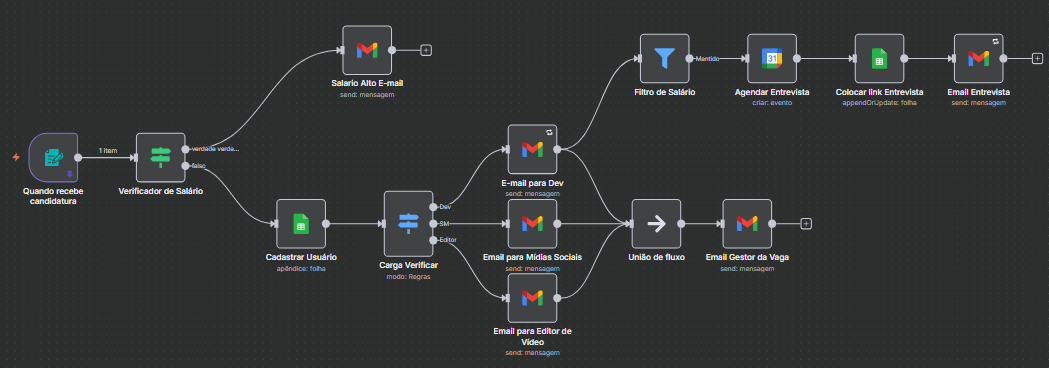 Salario Alto E-mail
send: mensagem
Mantido
31
Filtro de Salário
Agendar Entrevista
criar: evento
Colocar link Entrevista
appendOrUpdate: folha
Email Entrevista
send: mensagem
1 Item
verdade verda...
falso
Quando recebe
candidatura
Verificador de Salário
E-mail para Dev
send: mensagem
Dev
SM
Editor
Cadastrar Usuário
apêndice: folha
Carga Verificar
modo: Regras
Email para Mídias Sociais
send: mensagem
União de fluxo
Email Gestor da Vaga
send: mensagem
Email para Editor de
Vídeo
send: mensagem